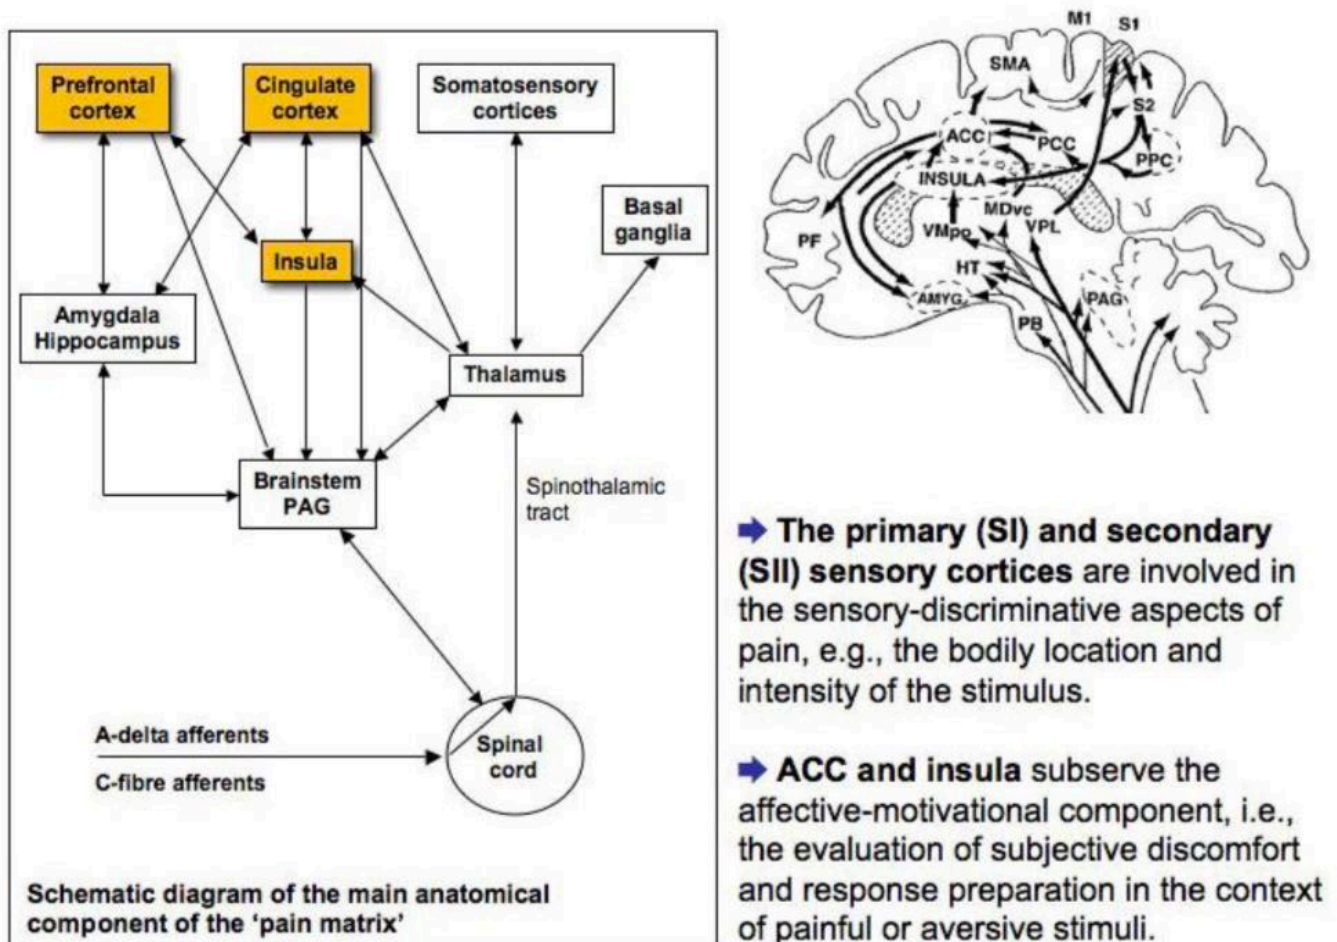 Prefrontal
cortex
Cingulate
cortex
Somatosensory
cortices
Basal
ganglia
Insula
Amygdala
Hippocampus
Thalamus
Brainstem
PAG
Spinothalamic
tract
A-delta afferents
C-fibre afferents
Spinal
cord
Schematic diagram of the main anatomical
component of the ‘pain matrix’
M1
S1
SMA
S2
ACC
PCC
PPC
INSULA
MDvc
VPL
VMpo
PF
HT
AMYG
PAG
PB
➡ The primary (SI) and secondary
(SII) sensory cortices are involved in
the sensory-discriminative aspects of
pain, e.g., the bodily location and
intensity of the stimulus.
➡ ACC and insula subserve the
affective-motivational component, i.e.,
the evaluation of subjective discomfort
and response preparation in the context
of painful or aversive stimuli.